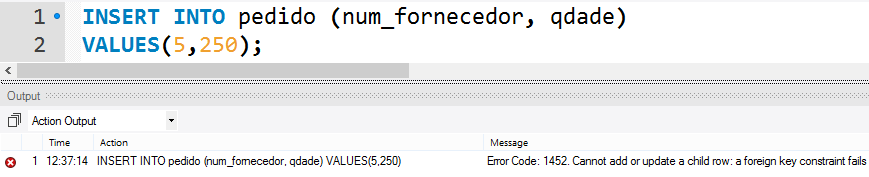 1 INSERT INTO pedido (num_fornecedor, qdade)
2 VALUES(5,250);
Output
Action Output
Time Action Message
1 12:37:14 INSERT INTO pedido (num_fornecedor, qdade) VALUES(5,250) Error Code: 1452. Cannot add or update a child row: a foreign key constraint fails